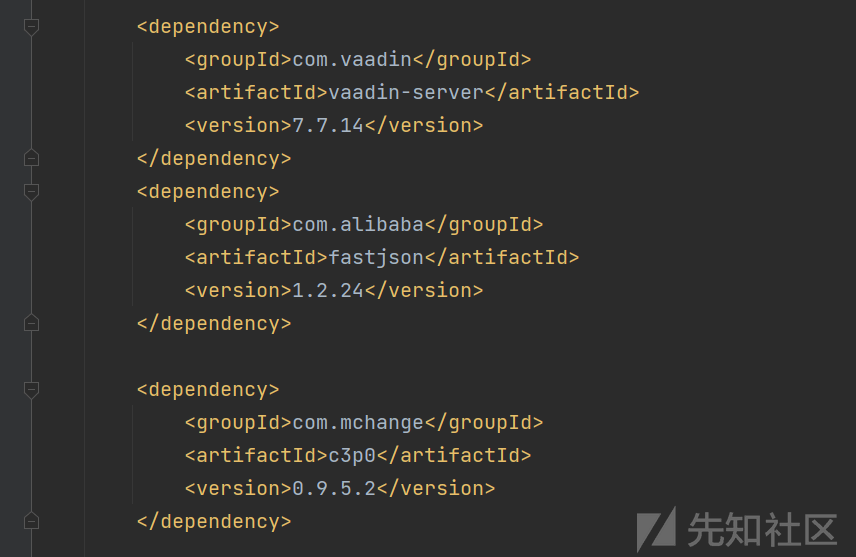 <dependency>
    <groupId>com.vaadin</groupId>
    <artifactId>vaadin-server</artifactId>
    <version>7.7.14</version>
</dependency>
<dependency>
    <groupId>com.alibaba</groupId>
    <artifactId>fastjson</artifactId>
    <version>1.2.24</version>
</dependency>
<dependency>
    <groupId>com.mchange</groupId>
    <artifactId>c3p0</artifactId>
    <version>0.9.5.2</version>
</dependency>
先知社区